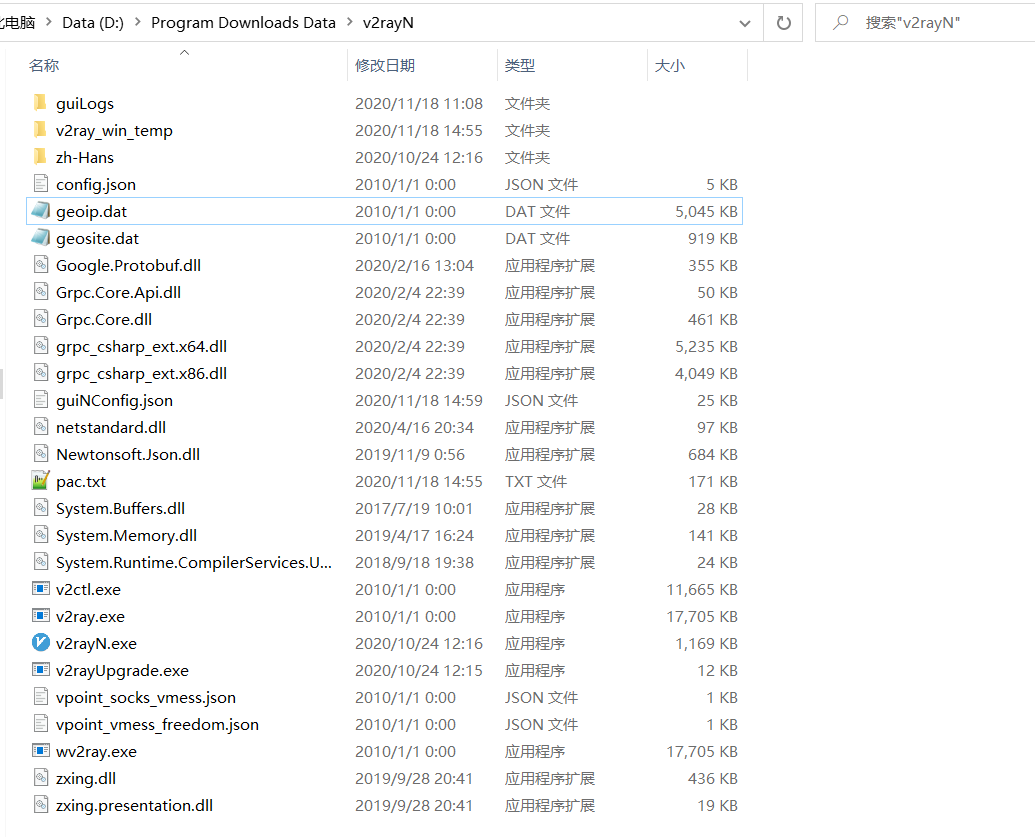 电脑 Data (D:) Program Downloads Data v2rayN 搜索"v2rayN"
名称 修改日期 类型 大小
guiLogs 2020/11/18 11:08 文件夹
v2ray_win_temp 2020/11/18 14:55 文件夹
zh-Hans 2020/10/24 12:16 文件夹
config.json 2010/1/1 0:00 JSON 文件 5 KB
geoip.dat 2010/1/1 0:00 DAT 文件 5,045 KB
geosite.dat 2010/1/1 0:00 DAT 文件 919 KB
Google.Protobuf.dll 2020/2/16 13:04 应用程序扩展 355 KB
Grpc.Core.Api.dll 2020/2/4 22:39 应用程序扩展 50 KB
Grpc.Core.dll 2020/2/4 22:39 应用程序扩展 461 KB
grpc_csharp_ext.x64.dll 2020/2/4 22:39 应用程序扩展 5,235 KB
grpc_csharp_ext.x86.dll 2020/2/4 22:39 应用程序扩展 4,049 KB
guiNConfig.json 2020/11/18 14:59 JSON 文件 25 KB
netstandard.dll 2020/4/16 20:34 应用程序扩展 97 KB
Newtonsoft.Json.dll 2019/11/9 0:56 应用程序扩展 684 KB
pac.txt 2020/11/18 14:55 TXT 文件 171 KB
System.Buffers.dll 2017/7/19 10:01 应用程序扩展 28 KB
System.Memory.dll 2019/4/17 16:24 应用程序扩展 141 KB
System.Runtime.CompilerServices.U... 2018/9/18 19:38 应用程序扩展 24 KB
v2ctl.exe 2010/1/1 0:00 应用程序 11,665 KB
v2ray.exe 2010/1/1 0:00 应用程序 17,705 KB
v2rayN.exe 2020/10/24 12:16 应用程序 1,169 KB
v2rayUpgrade.exe 2020/10/24 12:15 应用程序 12 KB
vpoint_socks_vmess.json 2010/1/1 0:00 JSON 文件 1 KB
vpoint_vmess_freedom.json 2010/1/1 0:00 JSON 文件 1 KB
wv2ray.exe 2010/1/1 0:00 应用程序 17,705 KB
zxing.dll 2019/9/28 20:41 应用程序扩展 436 KB
zxing.presentation.dll 2019/9/28 20:41 应用程序扩展 19 KB